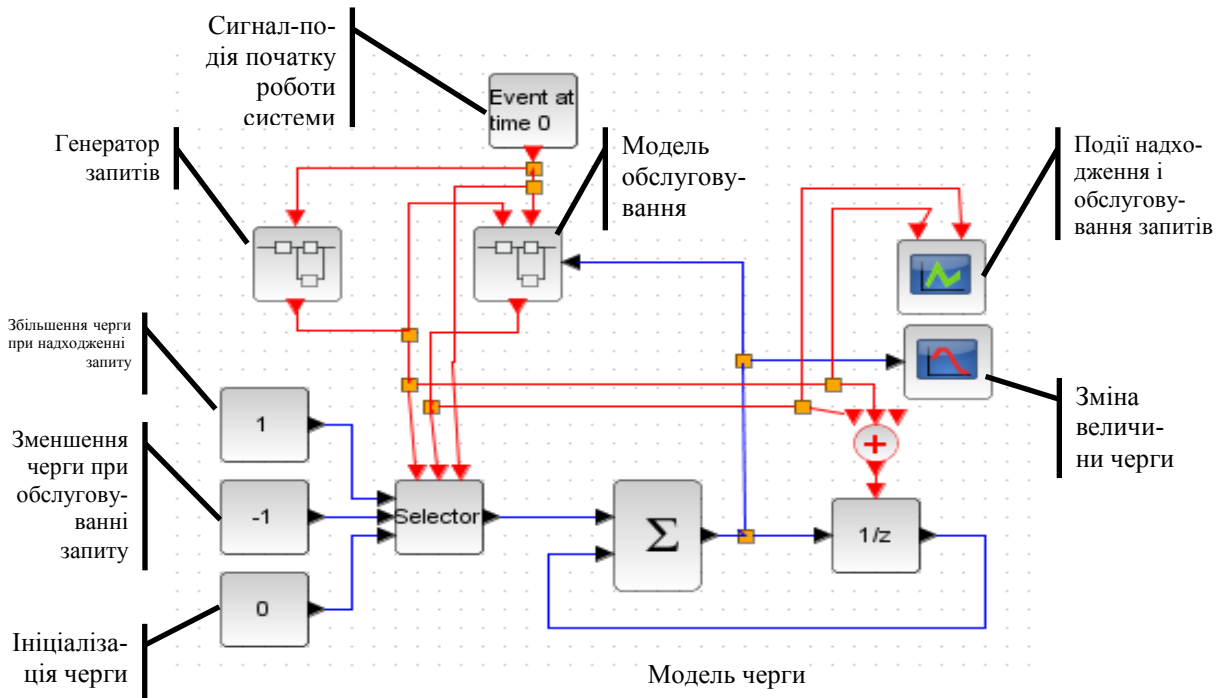 Сигнал-по-
дія початку
роботи
системи
Event at
time 0
Генератор
запитів
Модель
обслугову-
вання
Події надхо-
дження і
обслугову-
вання запитів
Збільшення черги
при надходженні
запиту
1
Зменшення
черги при
обслугову-
ванні
запиту
-1
Selector
Σ
1/z
+
Зміна
величи-
ни черги
0
Ініціаліза-
ція черги
Модель черги